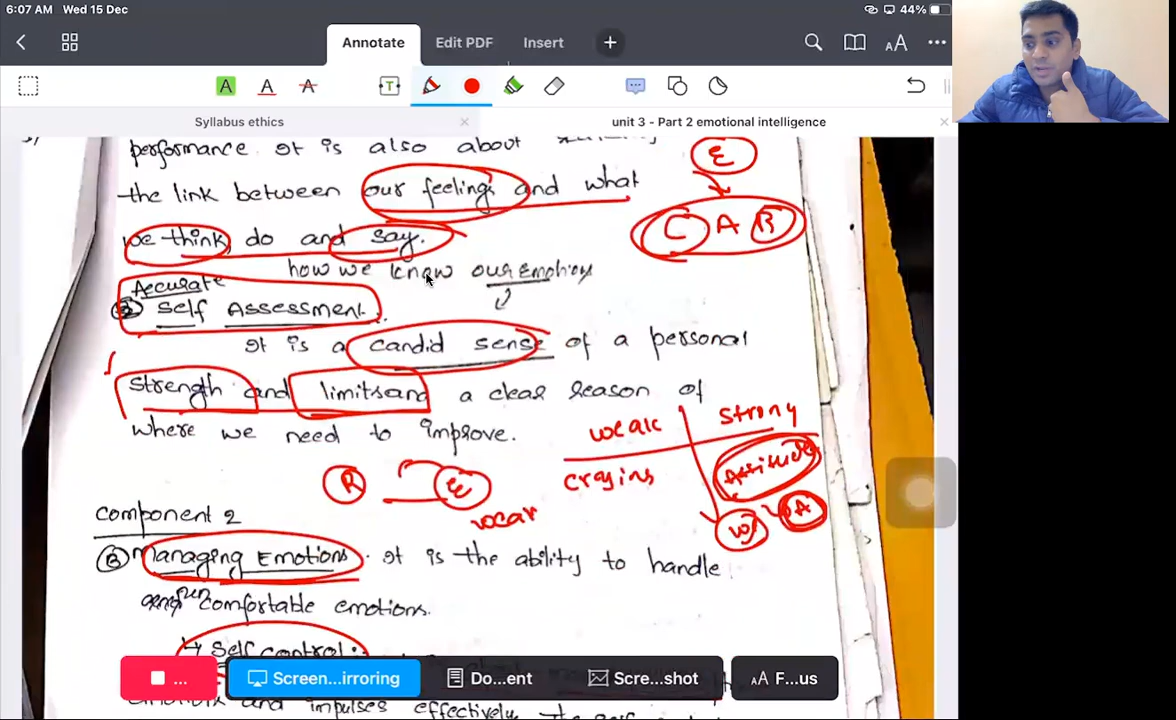 6:07 AM Wed 15 Dec
44%
Annotate
Edit PDF
Insert
Syllabus ethics
unit 3 - Part 2 emotional intelligence
performance. It is also about
the link between our feelings and what
we think, do and say.
how we know our emotion
Accurate
Self Assessment.
It is a candid sense of a personal
strength and limitsand a clear reason of
where we need to improve.
E
C A B
weak
strong
Attitude
R
E
W
A
component 2
B Managing Emotions. It is the ability to handle
comfortable emotions.
↳ Self control:
and impulses effectively
...
Screen...irroring
Do...ent
Scre...shot
F...us